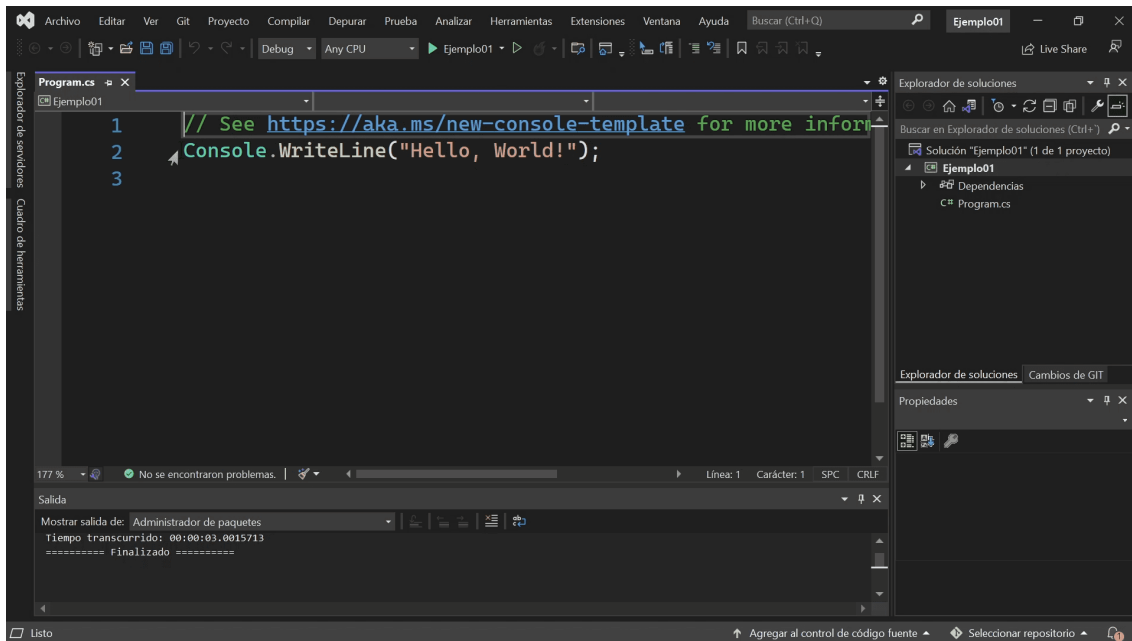 Archivo Editar Ver Git Proyecto Compilar Depurar Prueba Analizar Herramientas Extensiones Ventana Ayuda Buscar (Ctrl+Q) Ejemplo01
Debug Any CPU Ejemplo01 Live Share
Explorador de servidores
Cuadro de herramientas
Program.cs
C# Ejemplo01
1 // See https://aka.ms/new-console-template for more inform
2 Console.WriteLine("Hello, World!");
3
177 % No se encontraron problemas. Línea: 1 Carácter: 1 SPC CRLF
Salida
Mostrar salida de: Administrador de paquetes
Tiempo transcurrido: 00:00:03.0015713
========== Finalizado ==========
Explorador de soluciones
Buscar en Explorador de soluciones (Ctrl+´)
Solución "Ejemplo01" (1 de 1 proyecto)
C# Ejemplo01
Dependencias
C# Program.cs
Explorador de soluciones Cambios de GIT
Propiedades
Listo Agregar al control de código fuente Seleccionar repositorio 1